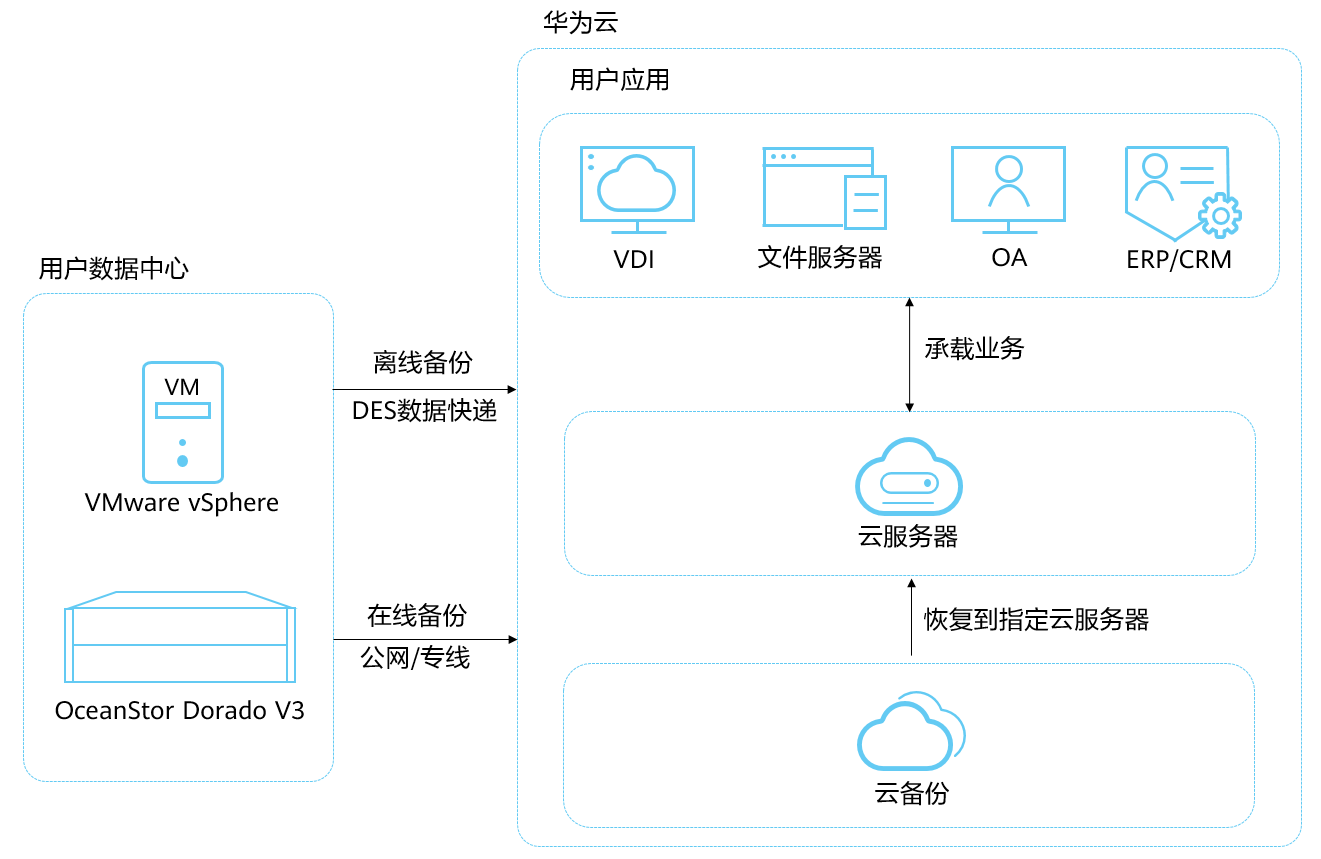 华为云
用户应用
VDI
文件服务器
OA
ERP/CRM
用户数据中心
VM
VMware vSphere
OceanStor Dorado V3
离线备份
DES数据快递
在线备份
公网/专线
承载业务
云服务器
恢复到指定云服务器
云备份